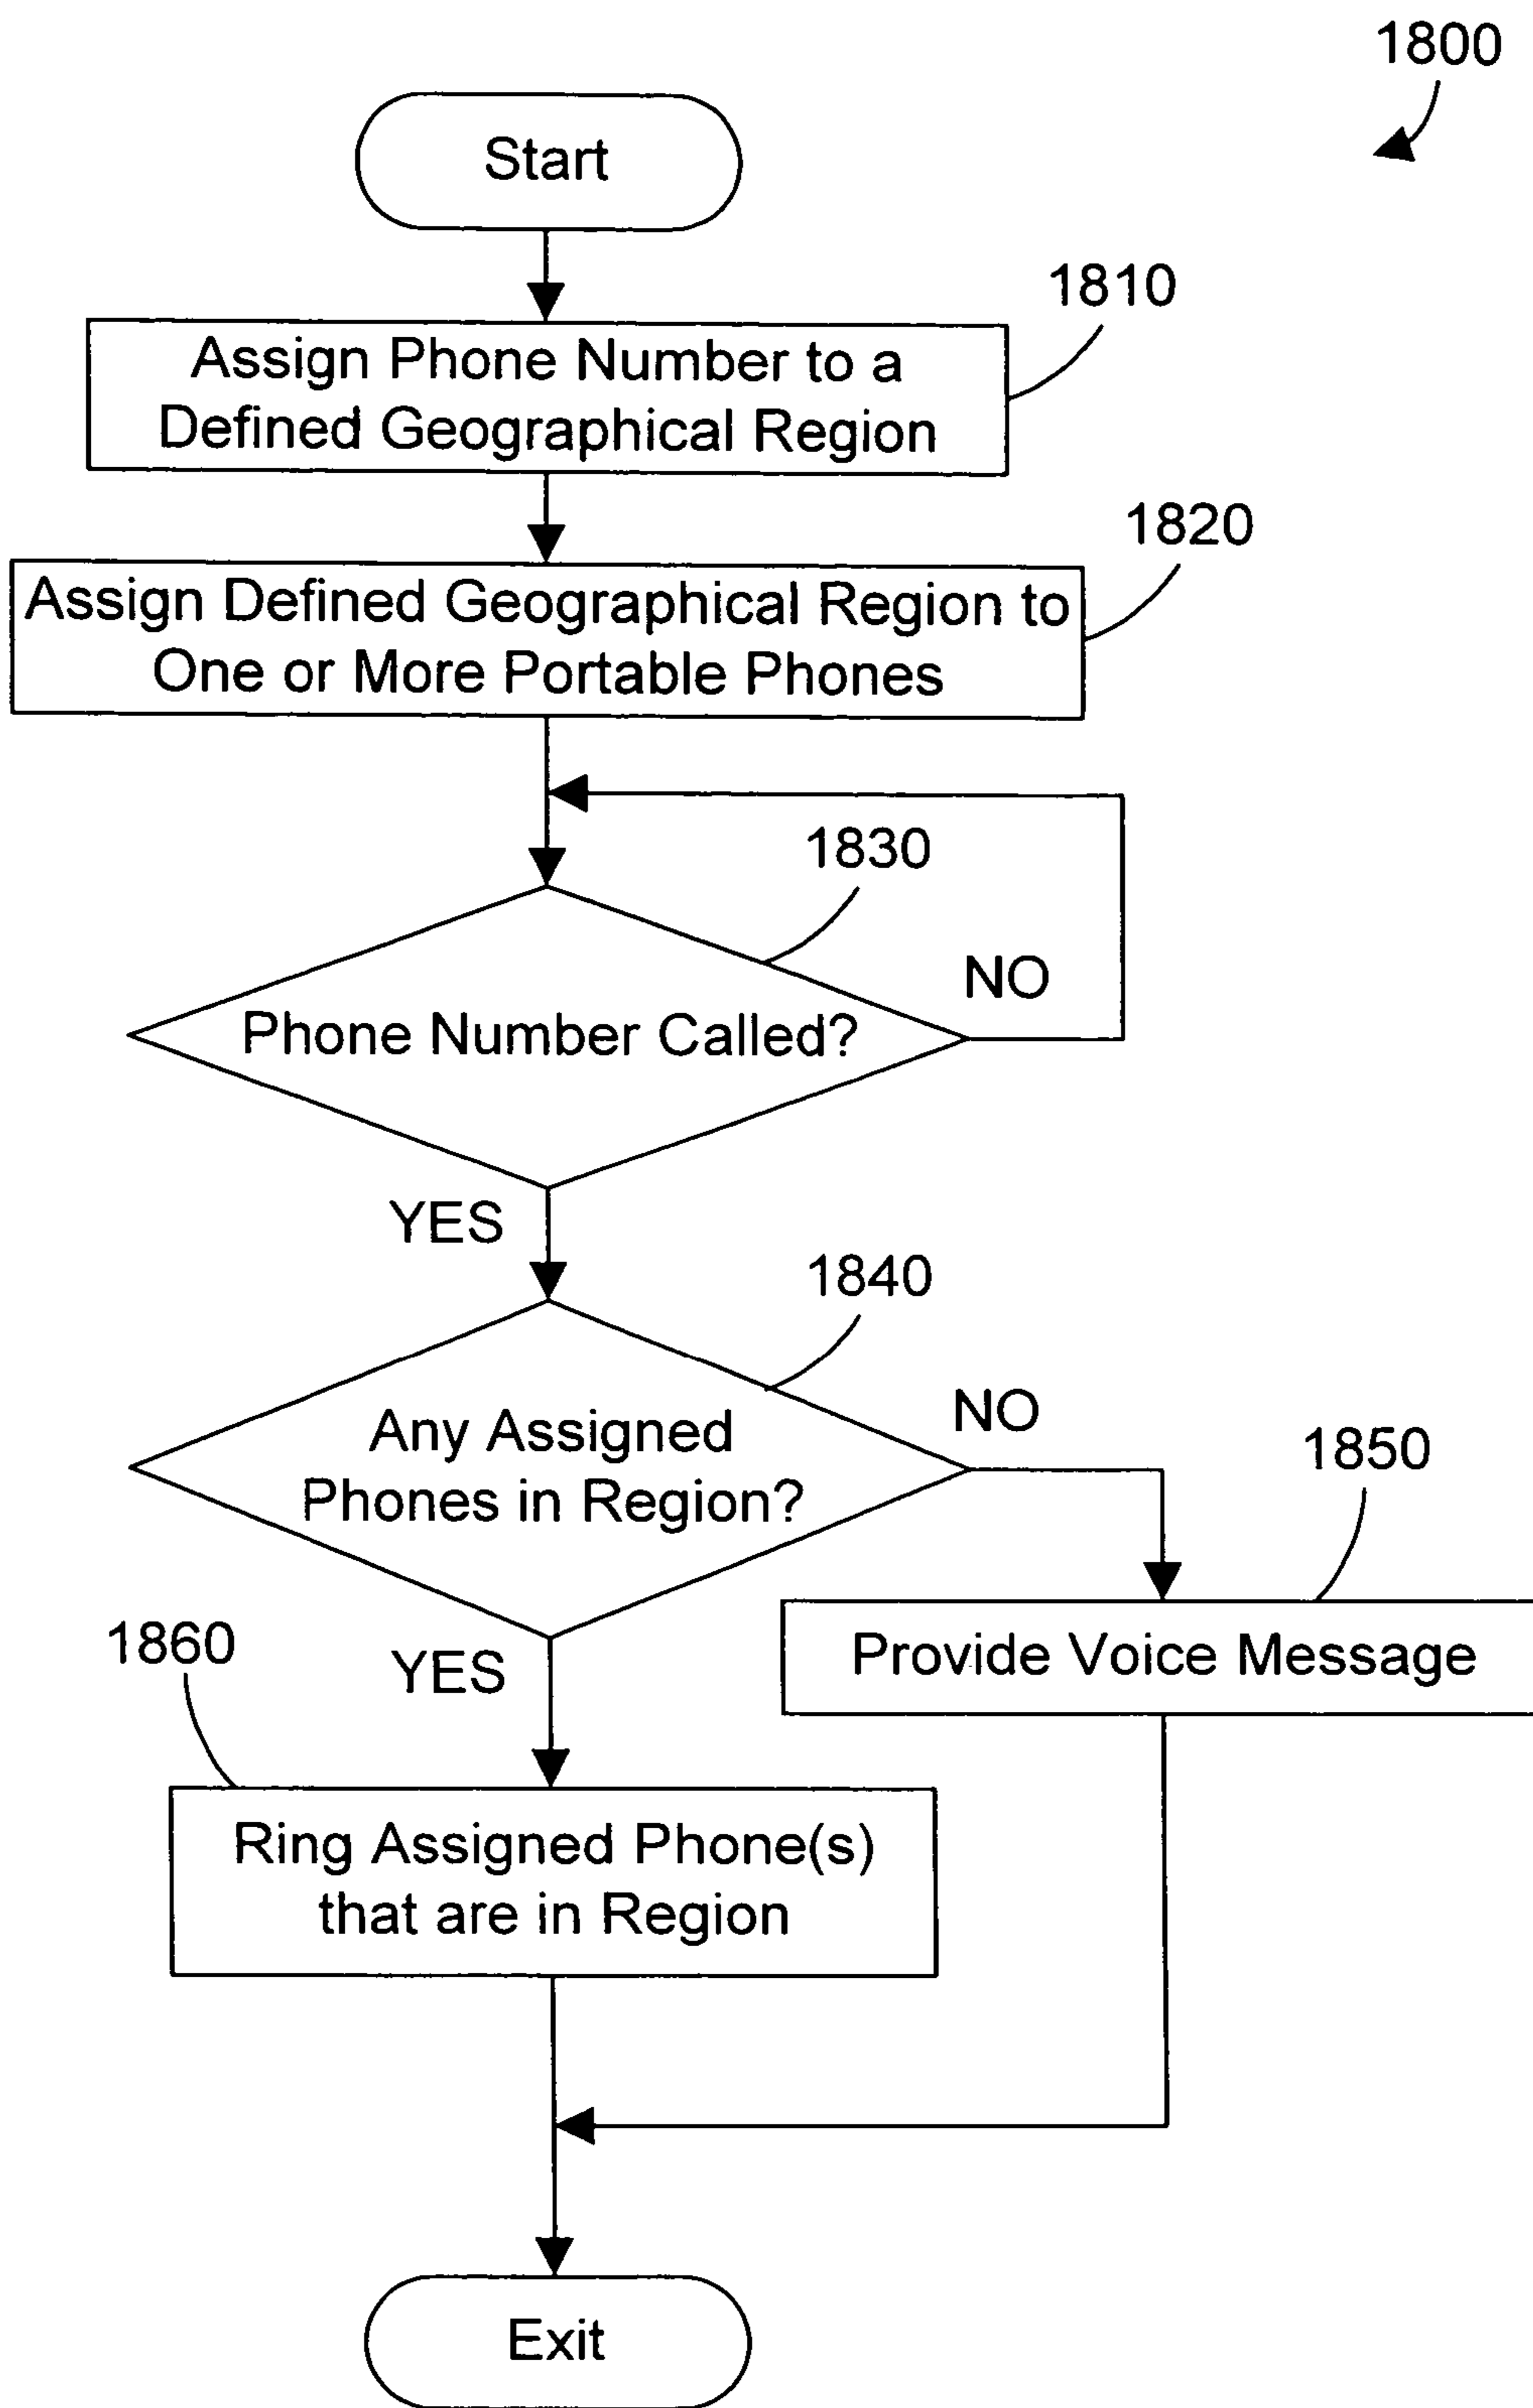 1800
Start
1810
Assign Phone Number to a
Defined Geographical Region
1820
Assign Defined Geographical Region to
One or More Portable Phones
1830
NO
Phone Number Called?
YES
1840
NO
Any Assigned
Phones in Region?
1850
1860
YES
Provide Voice Message
Ring Assigned Phone(s)
that are in Region
Exit